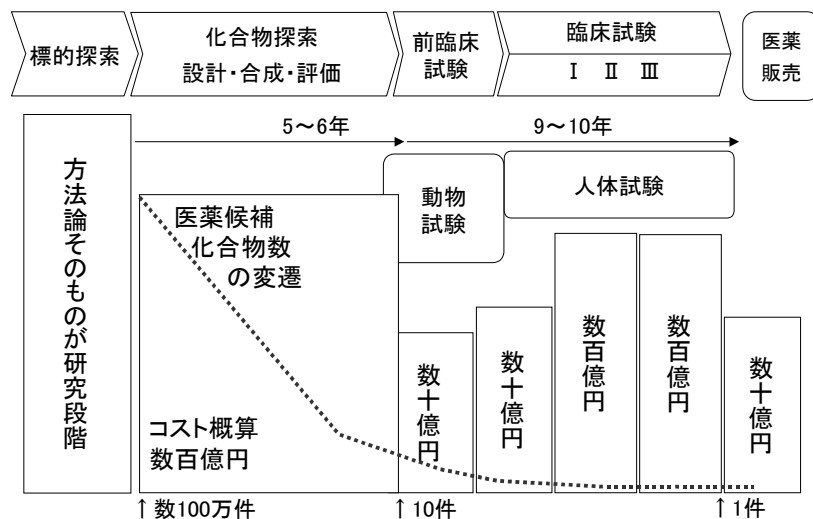 標的探索
化合物探索
設計・合成・評価
前臨床
試験
臨床試験
Ⅰ Ⅱ Ⅲ
医薬
販売
5～6年
9～10年
方法論そのものが研究段階
医薬候補
化合物数
の変遷
動物
試験
人体試験
コスト概算
数百億円
数十億円
数十億円
数百億円
数百億円
数十億円
↑数100万件
↑10件
↑1件